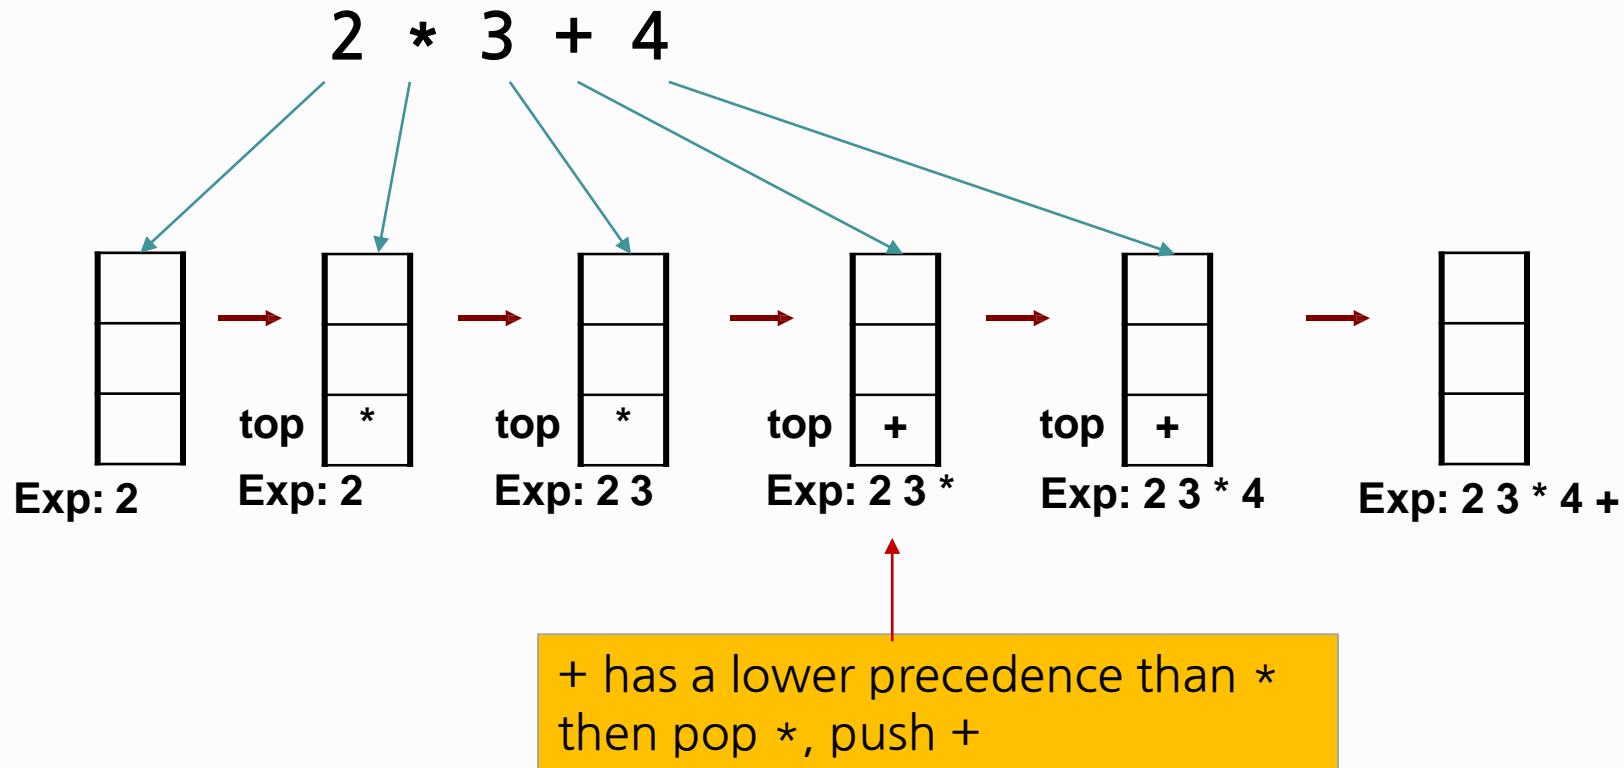 2 * 3 + 4
top * top * top + top +
Exp: 2 Exp: 2 Exp: 2 3 Exp: 2 3 * Exp: 2 3 * 4 Exp: 2 3 * 4 +
+ has a lower precedence than *
then pop *, push +